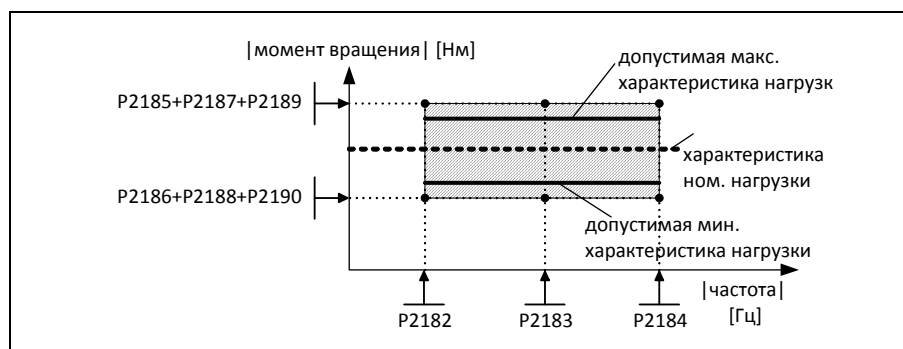 |момент вращения| [Нм]
допустимая макс.
характеристика нагрузк
P2185+P2187+P2189
характеристика
ном. нагрузки
P2186+P2188+P2190
допустимая мин.
характеристика нагрузки
|частота|
[Гц]
P2182
P2183
P2184